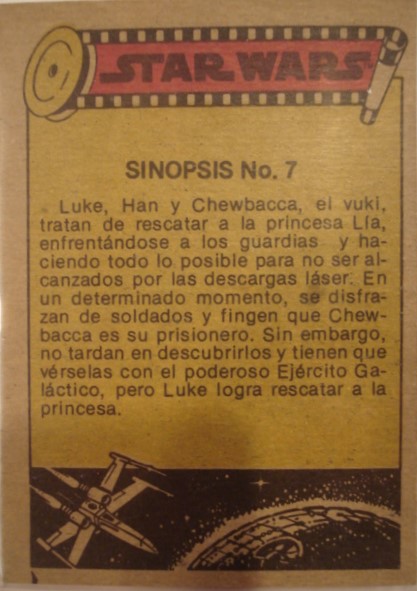 STAR WARS™
SINOPSIS No. 7
Luke, Han y Chewbacca, el vuki,
tratan de rescatar a la princesa Lía,
enfrentándose a los guardias y ha-
ciendo todo lo posible para no ser al-
canzados por las descargas láser. En
un determinado momento, se disfra-
zan de soldados y fingen que Chew-
bacca es su prisionero. Sin embargo,
no tardan en descubrirlos y tienen que
vérselas con el poderoso Ejército Ga-
láctico, pero Luke logra rescatar a la
princesa.